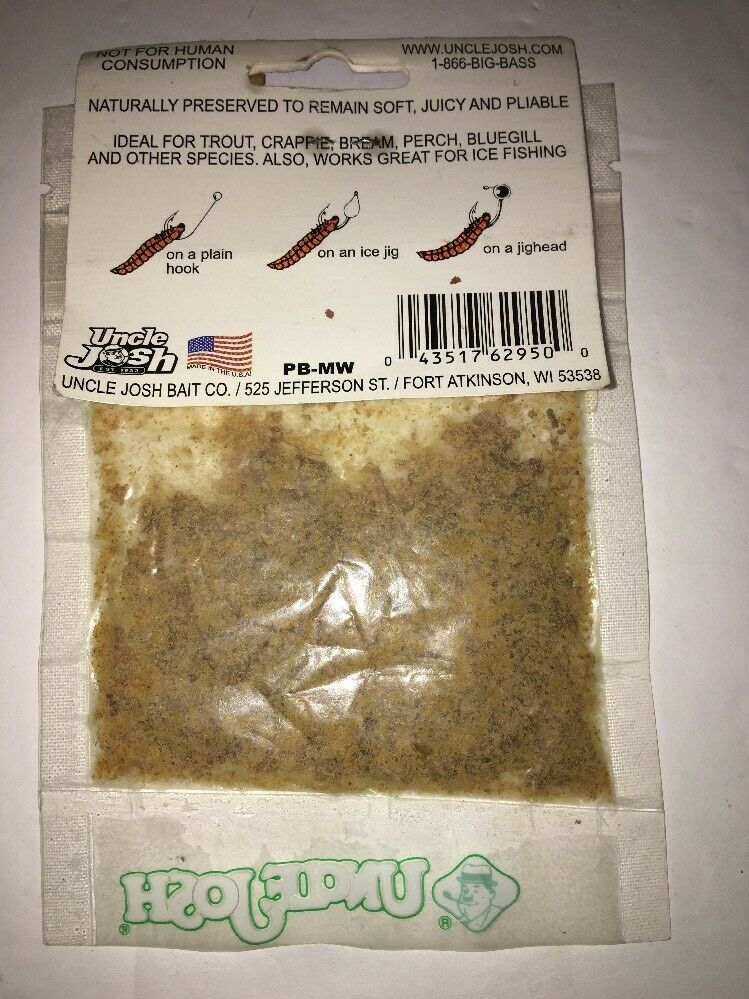 NOT FOR HUMAN
CONSUMPTION
WWW.UNCLEJOSH.COM
1-866-BIG-BASS
NATURALLY PRESERVED TO REMAIN SOFT, JUICY AND PLIABLE
IDEAL FOR TROUT, CRAPPIE, BREAM, PERCH, BLUEGILL
AND OTHER SPECIES. ALSO, WORKS GREAT FOR ICE FISHING
on a plain
hook
on an ice jig
on a jighead
Uncle
Josh
EST 1933
MADE IN THE U.S.A!
PB-MW
0 43517 62950 0
UNCLE JOSH BAIT CO. / 525 JEFFERSON ST. / FORT ATKINSON, WI 53538
UNCLE JOSH ® ®